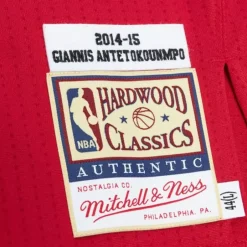 2014-15
GIANNIS ANTETOKOUNMPO
HARDWOOD
NBA
CLASSICS
AUTHENTIC
NOSTALGIA CO.
Mitchell & Ness
PHILADELPHIA, PA.
44(L)